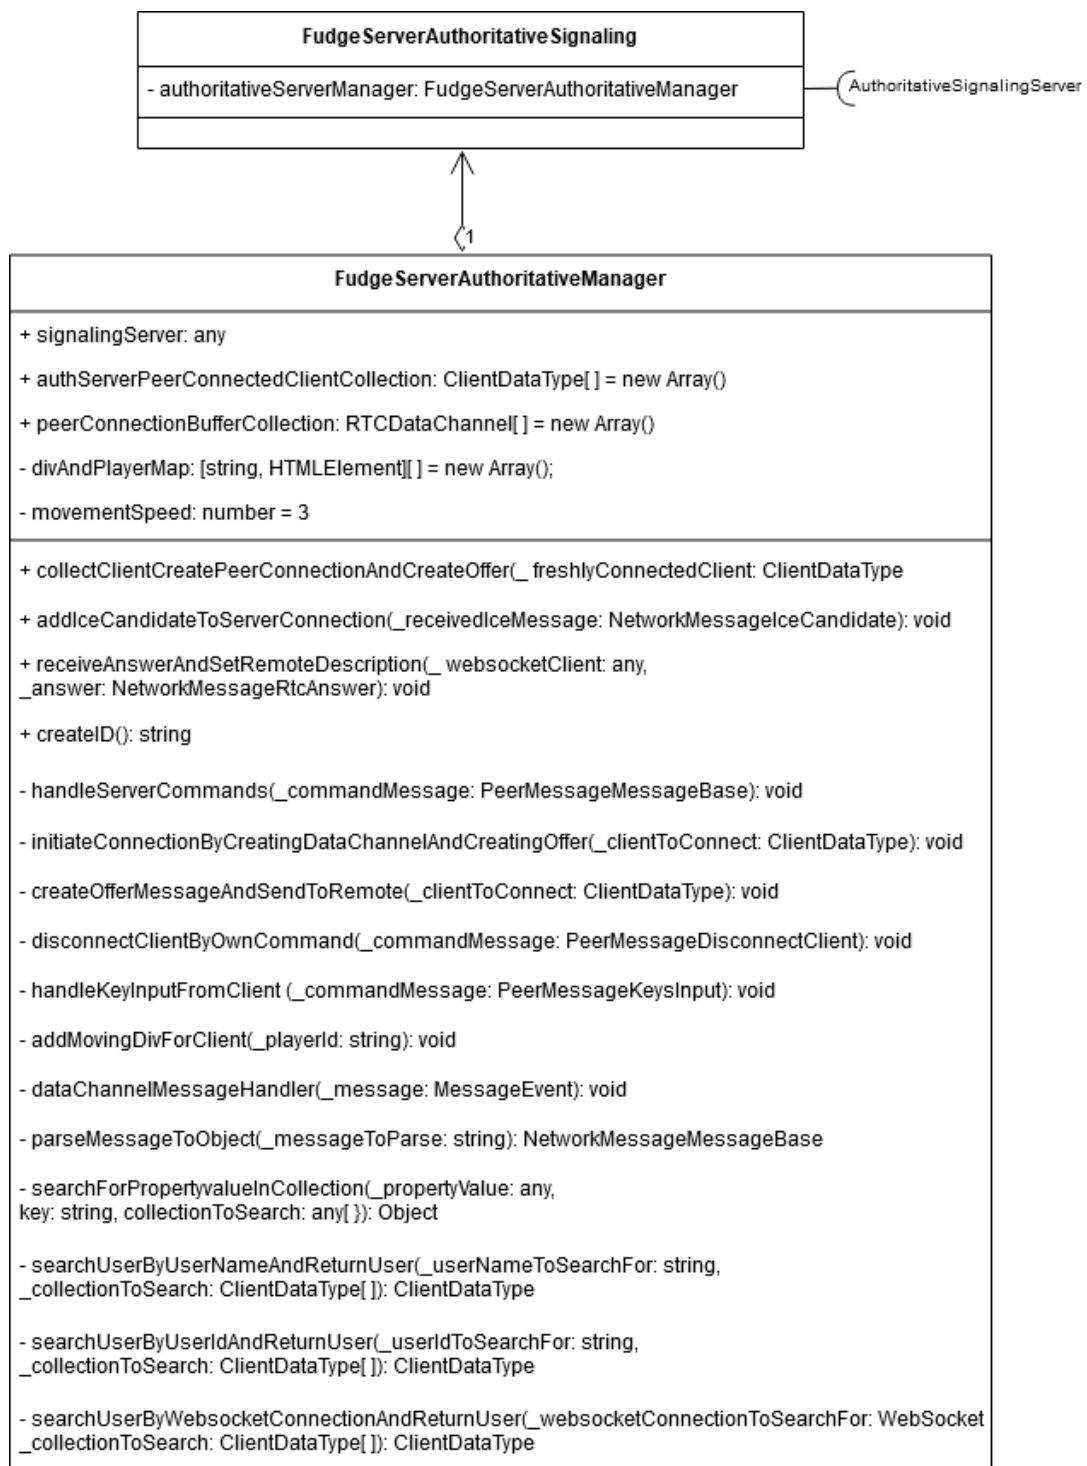 FudgeServerAuthoritativeSignaling
- authoritativeServerManager: FudgeServerAuthoritativeManager
AuthoritativeSignalingServer
1
FudgeServerAuthoritativeManager
+ signalingServer: any
+ authServerPeerConnectedClientCollection: ClientDataType[ ] = new Array()
+ peerConnectionBufferCollection: RTCDataChannel[ ] = new Array()
- divAndPlayerMap: [string, HTMLElement][ ] = new Array();
- movementSpeed: number = 3
+ collectClientCreatePeerConnectionAndCreateOffer(_ freshlyConnectedClient: ClientDataType
+ addIceCandidateToServerConnection(_receivedIceMessage: NetworkMessageIceCandidate): void
+ receiveAnswerAndSetRemoteDescription(_ websocketClient: any,
_answer: NetworkMessageRtcAnswer): void
+ createID(): string
- handleServerCommands(_commandMessage: PeerMessageMessageBase): void
- initiateConnectionByCreatingDataChannelAndCreatingOffer(_clientToConnect: ClientDataType): void
- createOfferMessageAndSendToRemote(_clientToConnect: ClientDataType): void
- disconnectClientByOwnCommand(_commandMessage: PeerMessageDisconnectClient): void
- handleKeyInputFromClient (_commandMessage: PeerMessageKeysInput): void
- addMovingDivForClient(_playerId: string): void
- dataChannelMessageHandler(_message: MessageEvent): void
- parseMessageToObject(_messageToParse: string): NetworkMessageMessageBase
- searchForPropertyvalueInCollection(_propertyValue: any,
key: string, collectionToSearch: any[ }): Object
- searchUserByUserNameAndReturnUser(_userNameToSearchFor: string,
_collectionToSearch: ClientDataType[ ]): ClientDataType
- searchUserByUserIdAndReturnUser(_userIdToSearchFor: string,
_collectionToSearch: ClientDataType[ ]): ClientDataType
- searchUserByWebsocketConnectionAndReturnUser(_websocketConnectionToSearchFor: WebSocket
_collectionToSearch: ClientDataType[ ]): ClientDataType